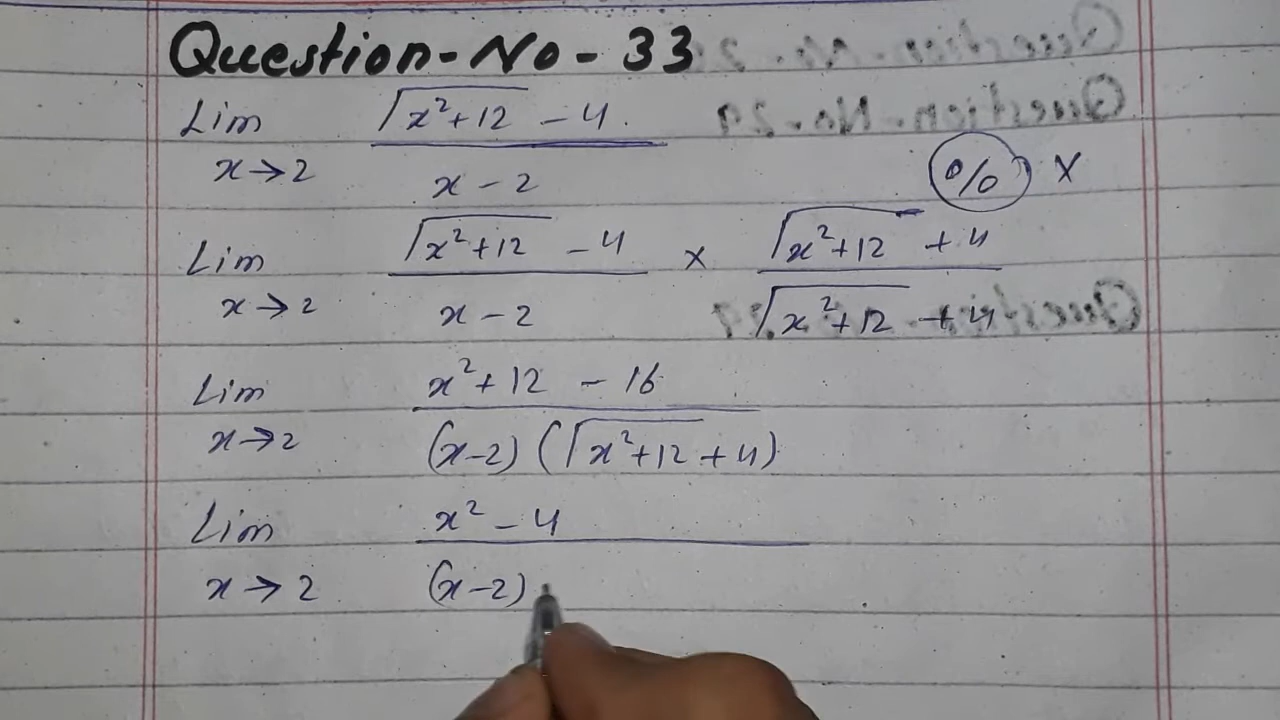 Question-No-33
Lim x→2 √x²+12 - 4 / x - 2
0/0 ×
Lim x→2 √x²+12 - 4 / x - 2 × √x²+12 + 4 / √x²+12 + 4
Lim x→2 x²+12 - 16 / (x-2) (√x²+12 + 4)
Lim x→2 x² - 4 / (x-2)